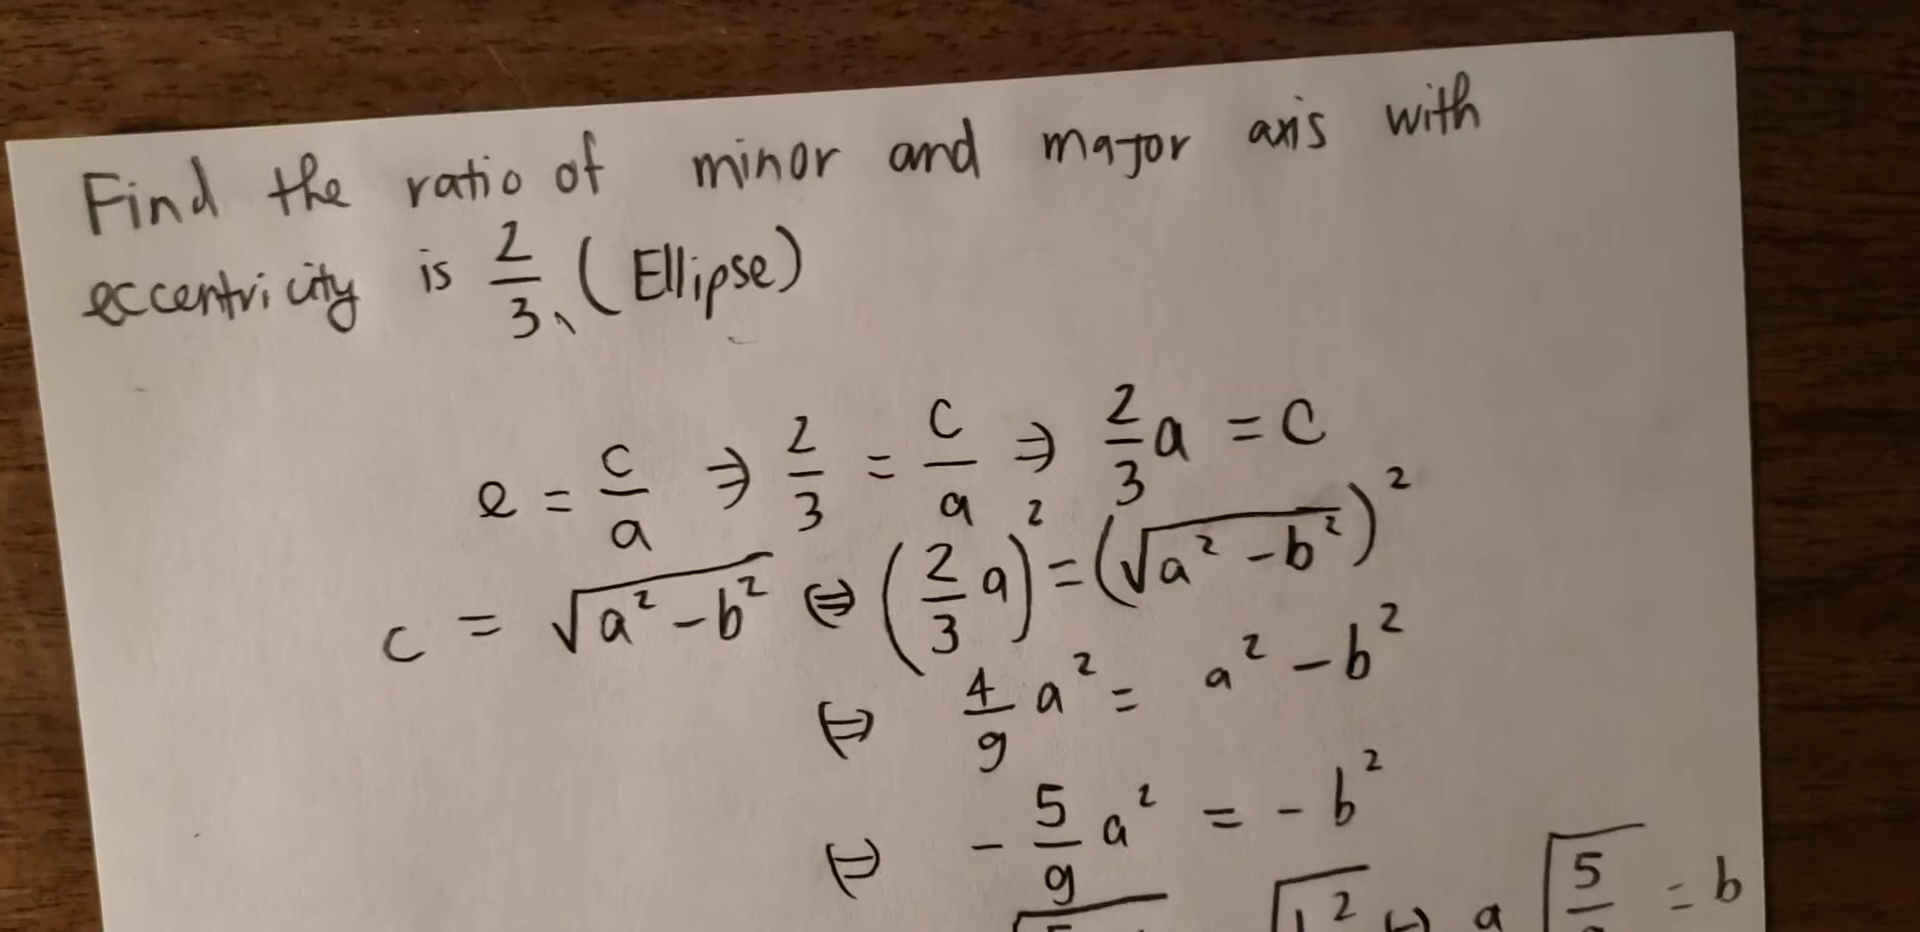 Find the ratio of minor and major axis with
eccentricity is 2/3. (Ellipse)
e = c/a ⇒ 2/3 = c/a ⇒ 2/3 a = c
c = √(a² - b²) ⇔ (2/3 a)² = (√(a² - b²))²
⇔ 4/9 a² = a² - b²
⇔ - 5/9 a² = - b²